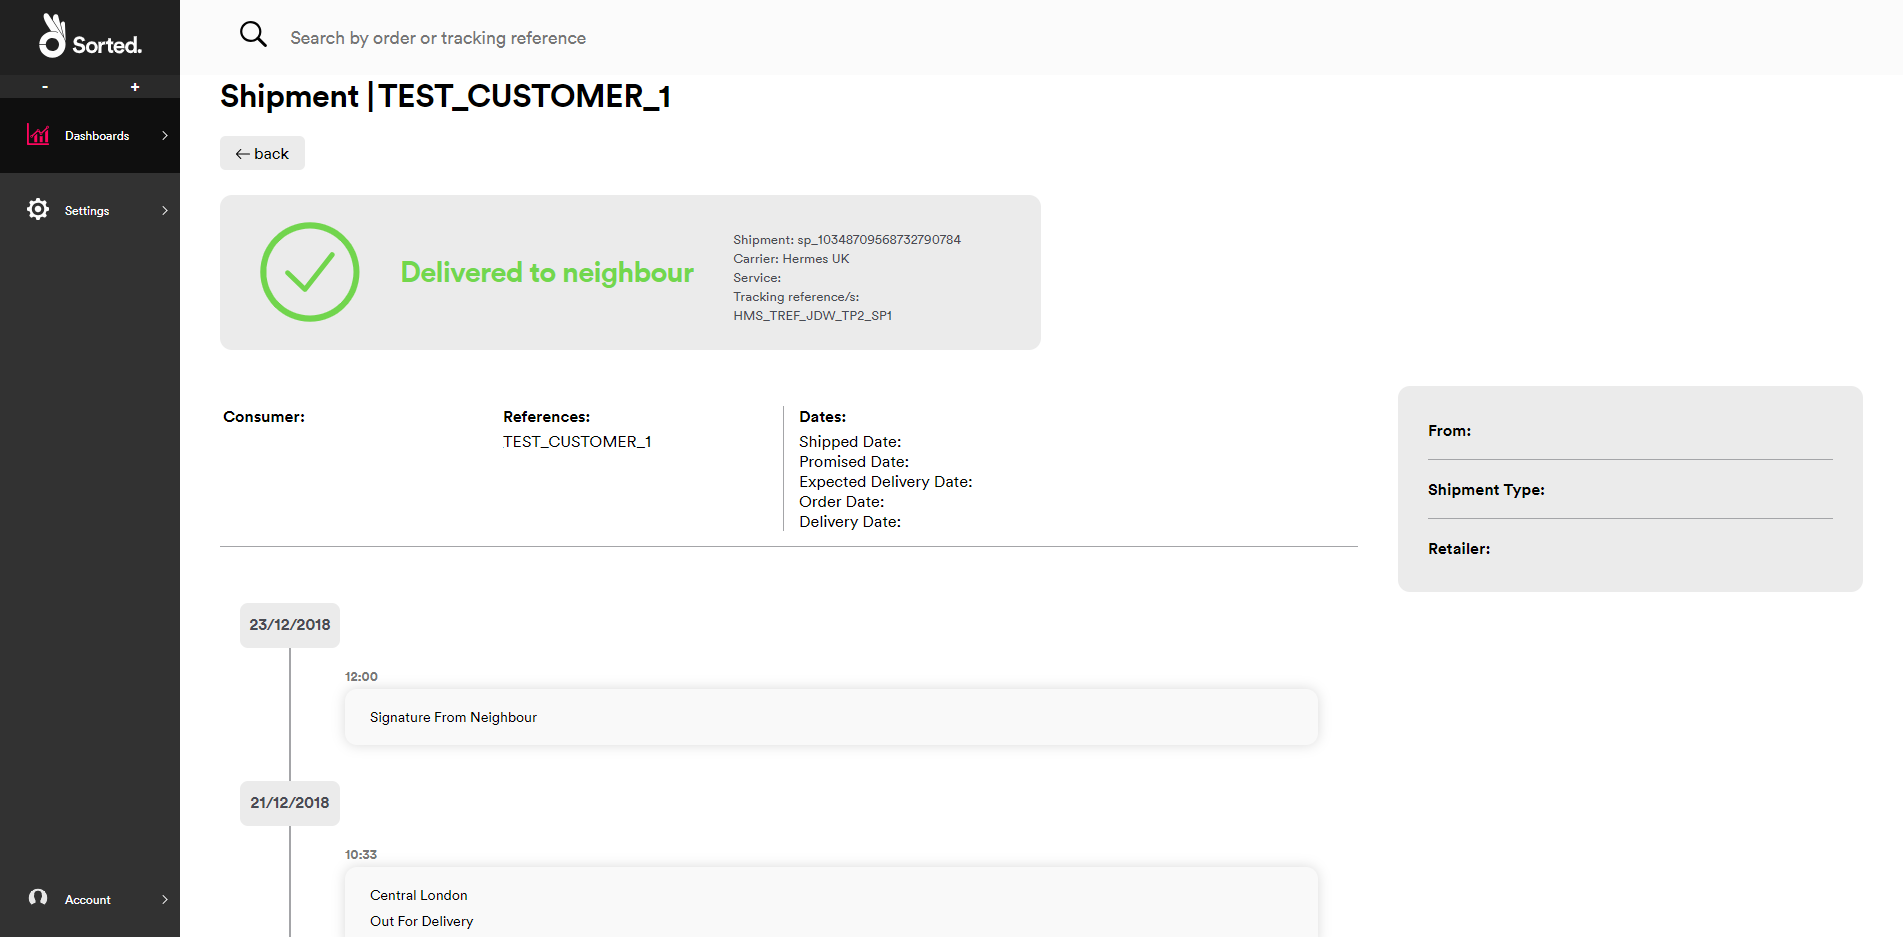 Sorted.
- +
Dashboards
Settings
Account
Search by order or tracking reference
Shipment | TEST_CUSTOMER_1
← back
Delivered to neighbour
Shipment: sp_10348709568732790784
Carrier: Hermes UK
Service:
Tracking reference/s:
HMS_TREF_JDW_TP2_SP1
Consumer:
References:
TEST_CUSTOMER_1
Dates:
Shipped Date:
Promised Date:
Expected Delivery Date:
Order Date:
Delivery Date:
From:
Shipment Type:
Retailer:
23/12/2018
12:00
Signature From Neighbour
21/12/2018
10:33
Central London
Out For Delivery